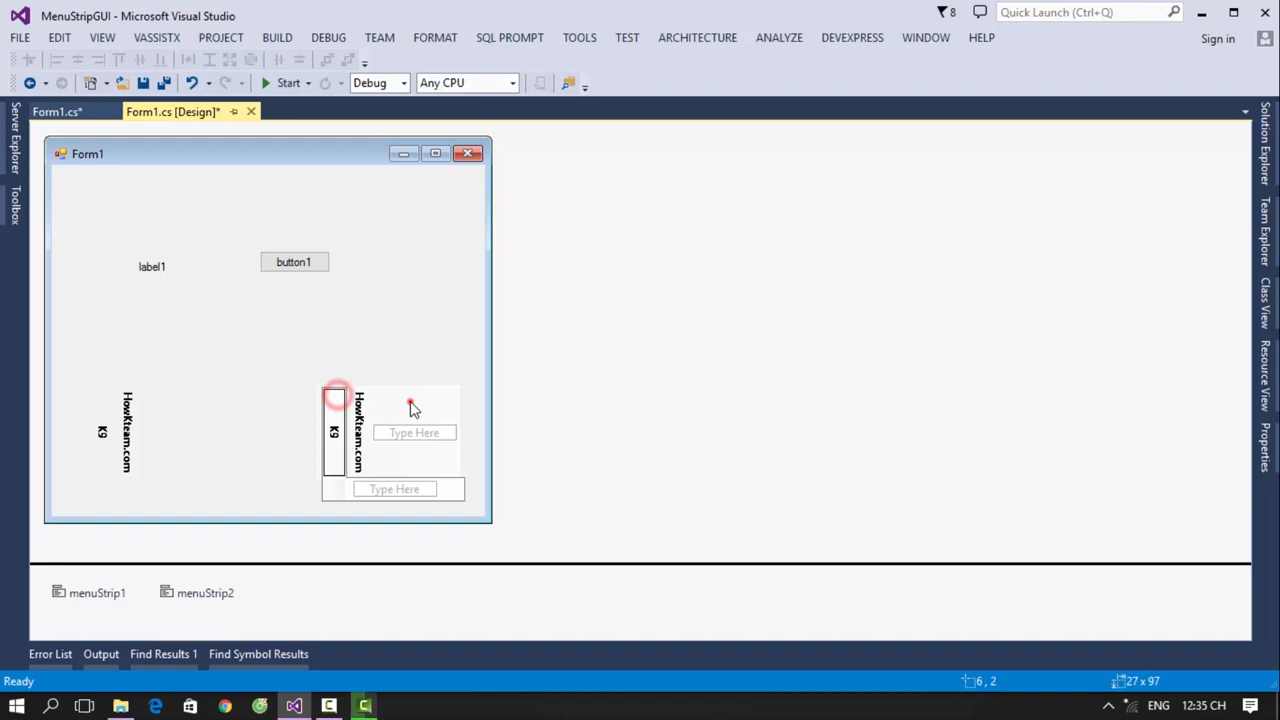 MenuStripGUI - Microsoft Visual Studio
8
Quick Launch (Ctrl+Q)
FILE EDIT VIEW VASSISTX PROJECT BUILD DEBUG TEAM FORMAT SQL PROMPT TOOLS TEST ARCHITECTURE ANALYZE DEVEXPRESS WINDOW HELP
Sign in
Start Debug Any CPU
Form1.cs* Form1.cs [Design]*
Server Explorer
Toolbox
Form1
label1
button1
K9
HowKteam.com
K9
HowKteam.com
Type Here
Type Here
menuStrip1 menuStrip2
Solution Explorer
Team Explorer
Class View
Resource View
Properties
Error List Output Find Results 1 Find Symbol Results
Ready
6 , 2
27 x 97
ENG 12:35 CH